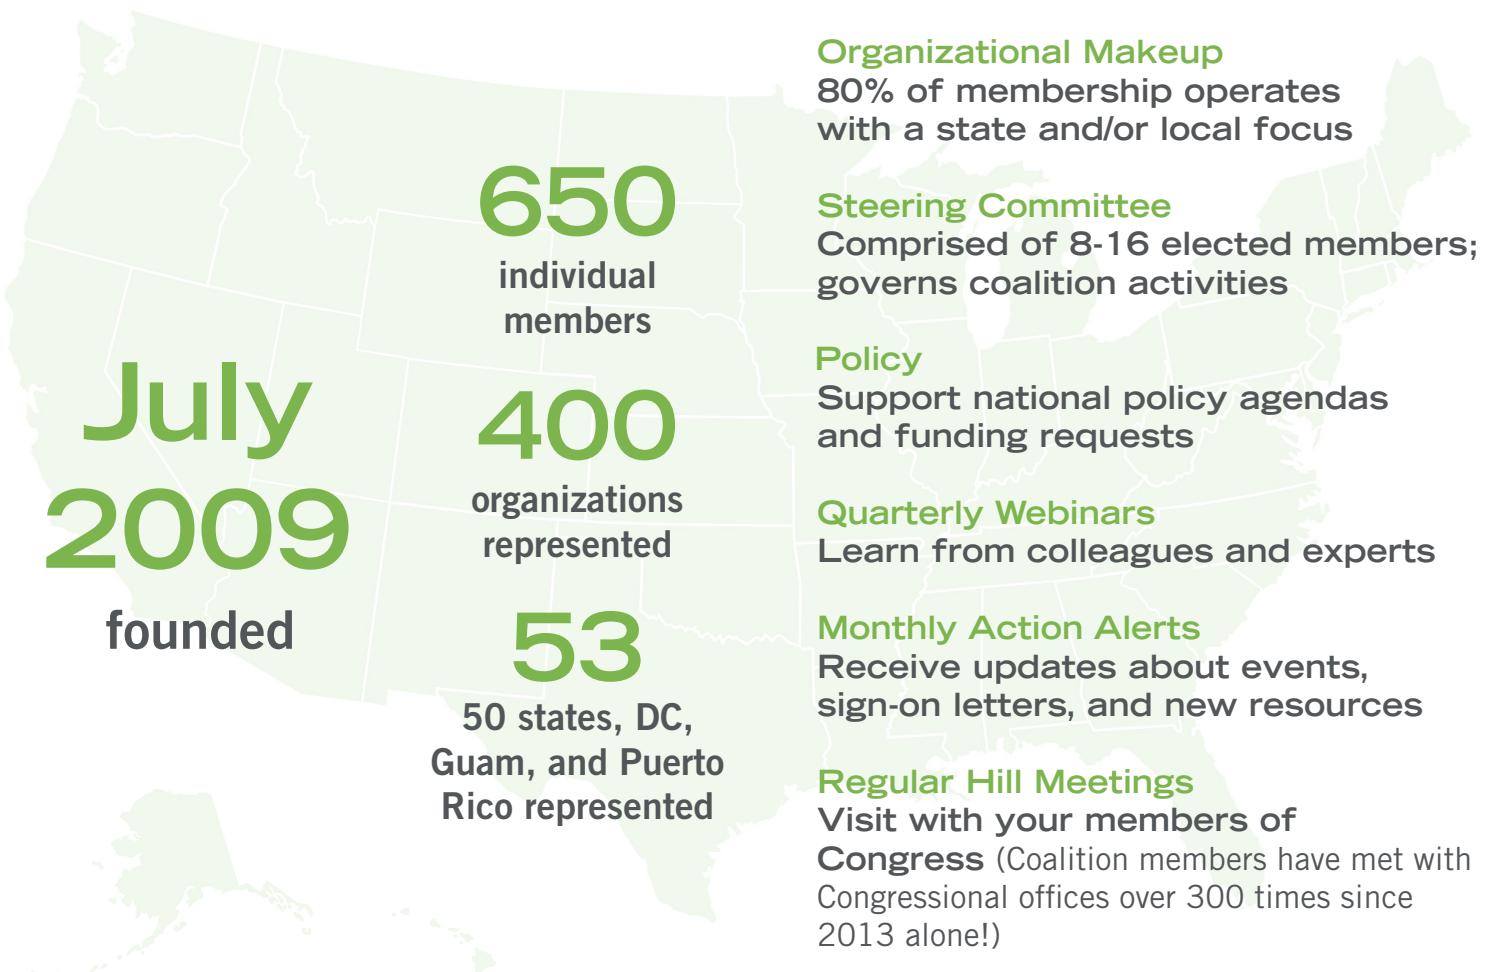 July
2009
founded
650
individual
members
400
organizations
represented
53
50 states, DC,
Guam, and Puerto
Rico represented
Organizational Makeup
80% of membership operates
with a state and/or local focus
Steering Committee
Comprised of 8-16 elected members;
governs coalition activities
Policy
Support national policy agendas
and funding requests
Quarterly Webinars
Learn from colleagues and experts
Monthly Action Alerts
Receive updates about events,
sign-on letters, and new resources
Regular Hill Meetings
Visit with your members of
Congress (Coalition members have met with
Congressional offices over 300 times since
2013 alone!)